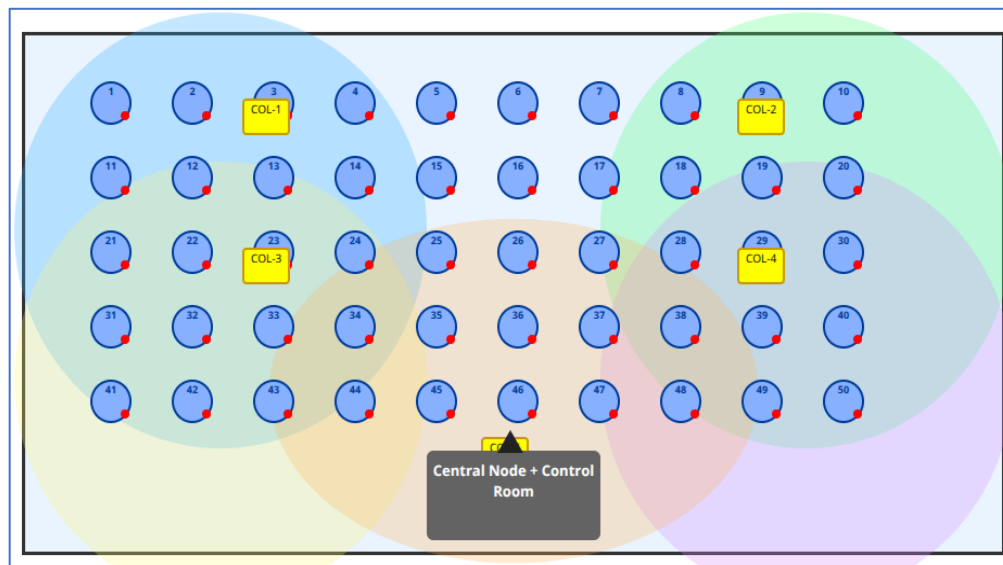 1 2 3 4 5 6 7 8 9 10
COL-1 COL-2
11 12 13 14 15 16 17 18 19 20
21 22 23 24 25 26 27 28 29 30
COL-3 COL-4
31 32 33 34 35 36 37 38 39 40
41 42 43 44 45 46 47 48 49 50
Central Node + Control
Room